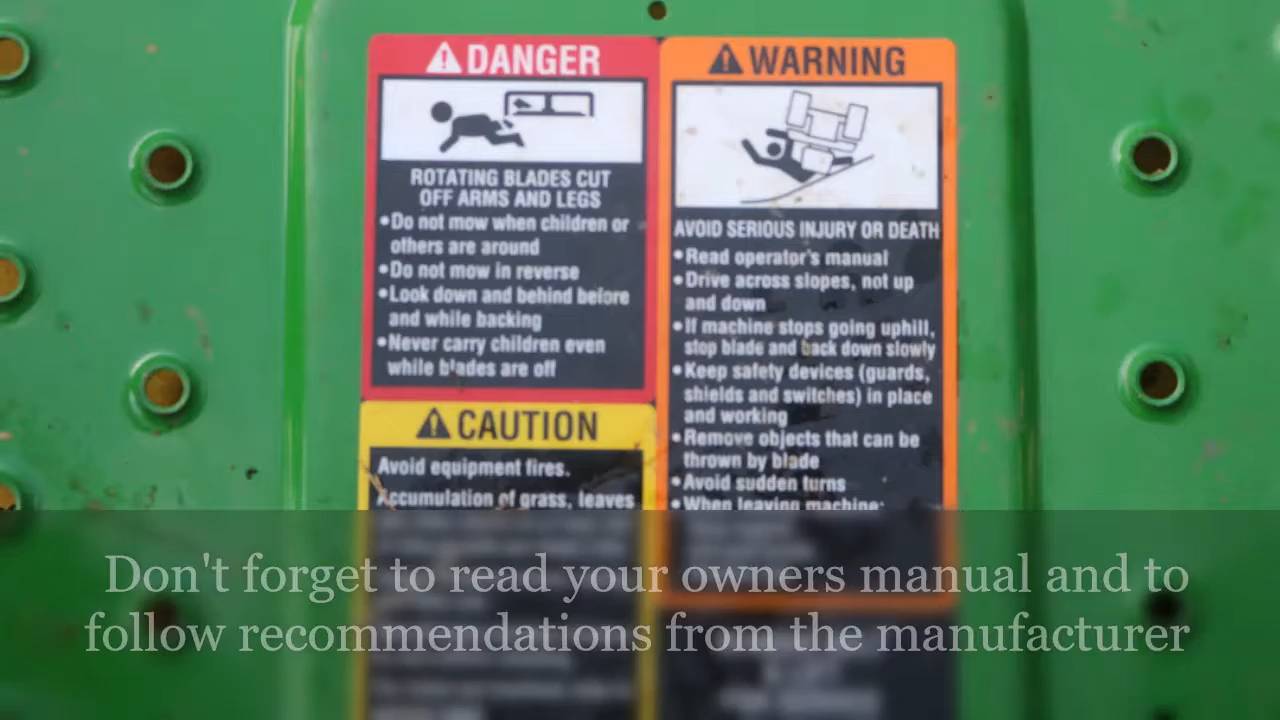 DANGER
ROTATING BLADES CUT
OFF ARMS AND LEGS
•Do not mow when children or
others are around
•Do not mow in reverse
•Look down and behind before
and while backing
•Never carry children even
while blades are off
CAUTION
Avoid equipment fires.
Accumulation of grass, leaves
WARNING
AVOID SERIOUS INJURY OR DEATH
•Read operator's manual
•Drive across slopes, not up
and down
•If machine stops going uphill,
stop blade and back down slowly
•Keep safety devices (guards,
shields and switches) in place
and working
•Remove objects that can be
thrown by blade
•Avoid sudden turns
•When leaving machine:
Don't forget to read your owners manual and to
follow recommendations from the manufacturer